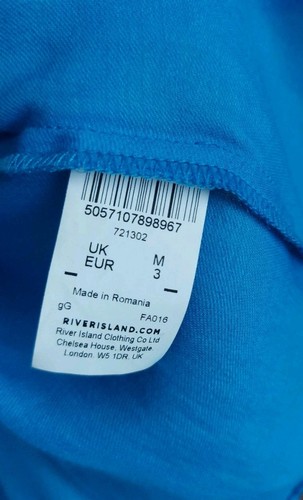 5057107898967
721302
UK M
EUR 3
Made in Romania
gG FA016
RIVERISLAND.COM
River Island Clothing Co Ltd
Chelsea House. Westgate
London. W5 1DR. UK